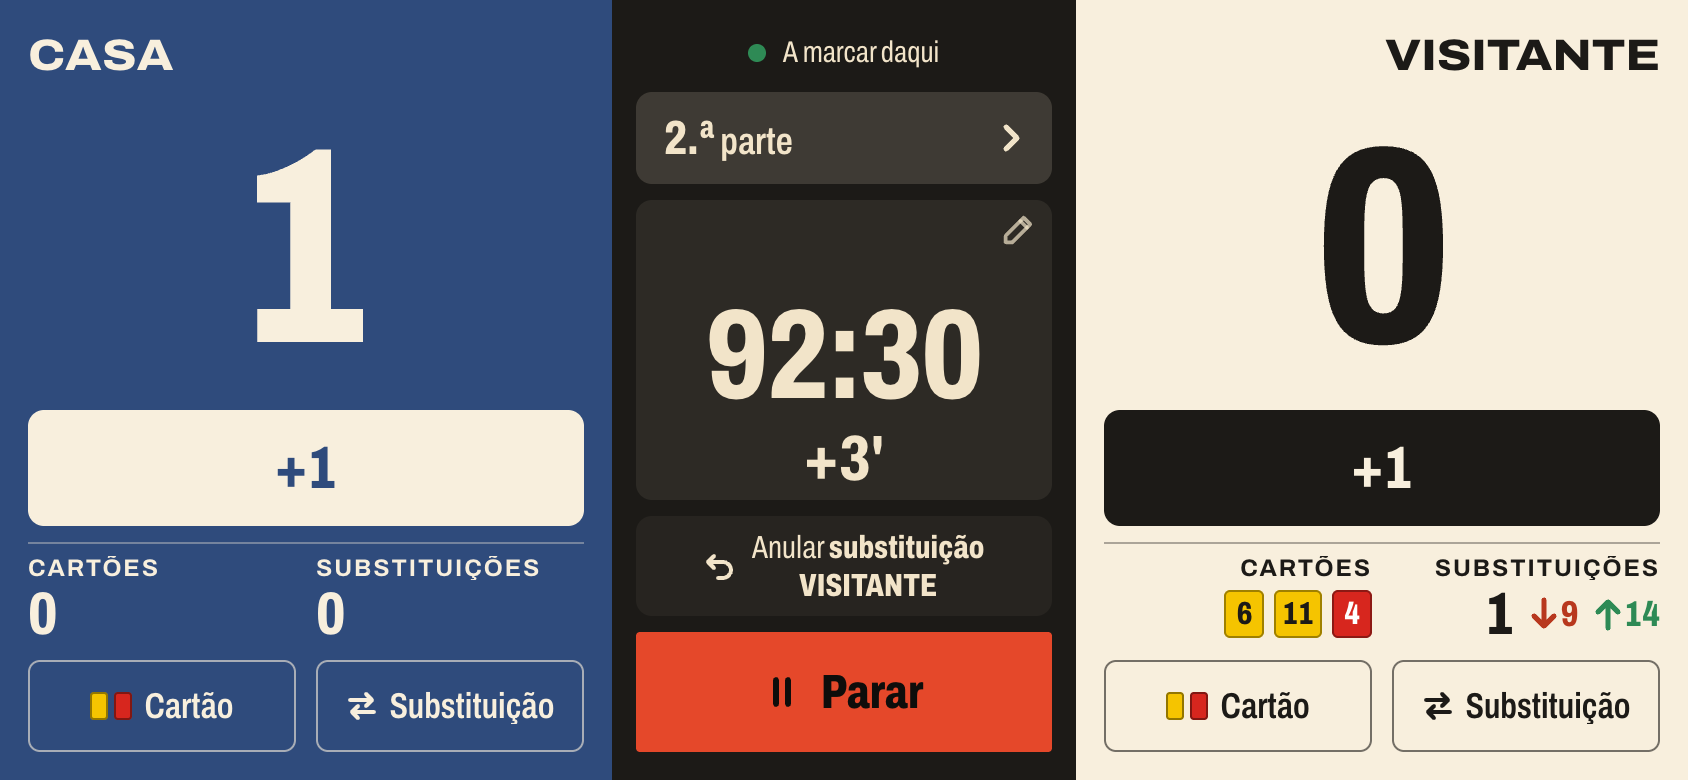 CASA
1
+1
CARTÕES
0
SUBSTITUIÇÕES
0
Cartão
Substituição
A marcar daqui
2.ª parte
92:30
+3'
Anular substituição
VISITANTE
Parar
VISITANTE
0
+1
CARTÕES
6 11 4
SUBSTITUIÇÕES
1 ↓9 ↑14
Cartão
Substituição